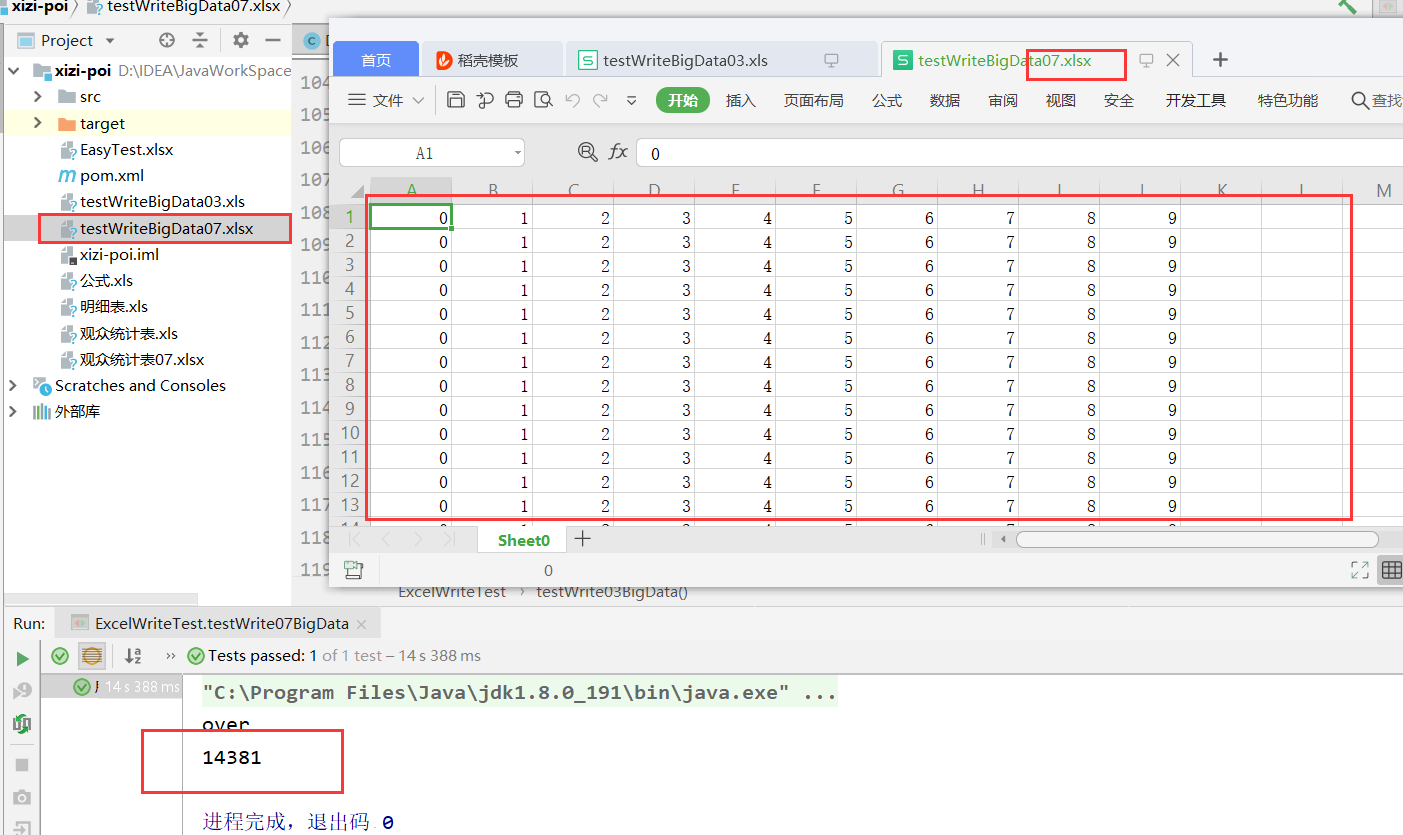 xizi-poi testWriteBigData07.xlsx
Project
xizi-poi D:\IDEA\JavaWorkSpace
src
target
EasyTest.xlsx
pom.xml
testWriteBigData03.xls
testWriteBigData07.xlsx
xizi-poi.iml
公式.xls
明细表.xls
观众统计表.xls
观众统计表07.xlsx
Scratches and Consoles
外部库
104
105
106
107
108
109
110
111
112
113
114
115
116
117
118
119
首页 稻壳模板 testWriteBigData03.xls testWriteBigData07.xlsx
文件 开始 插入 页面布局 公式 数据 审阅 视图 安全 开发工具 特色功能 查找
A1 fx 0
A B C D E F G H I J K L M
1 0 1 2 3 4 5 6 7 8 9
2 0 1 2 3 4 5 6 7 8 9
3 0 1 2 3 4 5 6 7 8 9
4 0 1 2 3 4 5 6 7 8 9
5 0 1 2 3 4 5 6 7 8 9
6 0 1 2 3 4 5 6 7 8 9
7 0 1 2 3 4 5 6 7 8 9
8 0 1 2 3 4 5 6 7 8 9
9 0 1 2 3 4 5 6 7 8 9
10 0 1 2 3 4 5 6 7 8 9
11 0 1 2 3 4 5 6 7 8 9
12 0 1 2 3 4 5 6 7 8 9
13 0 1 2 3 4 5 6 7 8 9
14 0 1 2 3 4 5 6 7 8 9
Sheet0
0
ExcelWriteTest › testWrite03BigData()
Run: ExcelWriteTest.testWrite07BigData
Tests passed: 1 of 1 test – 14 s 388 ms
14 s 388 ms
"C:\Program Files\Java\jdk1.8.0_191\bin\java.exe" ...
over
14381
进程完成，退出码 0